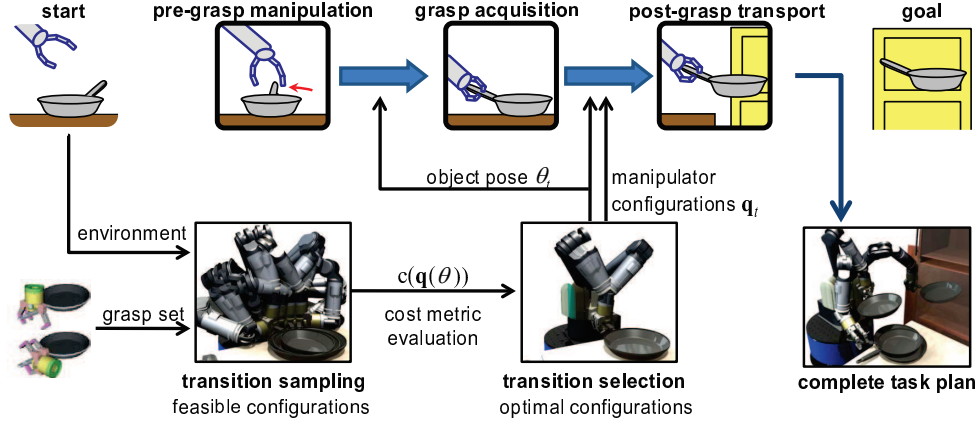 start
pre-grasp manipulation
grasp acquisition
post-grasp transport
goal
object pose θt
manipulator
configurations qt
environment
grasp set
c(q(θ))
cost metric
evaluation
transition sampling
feasible configurations
transition selection
optimal configurations
complete task plan